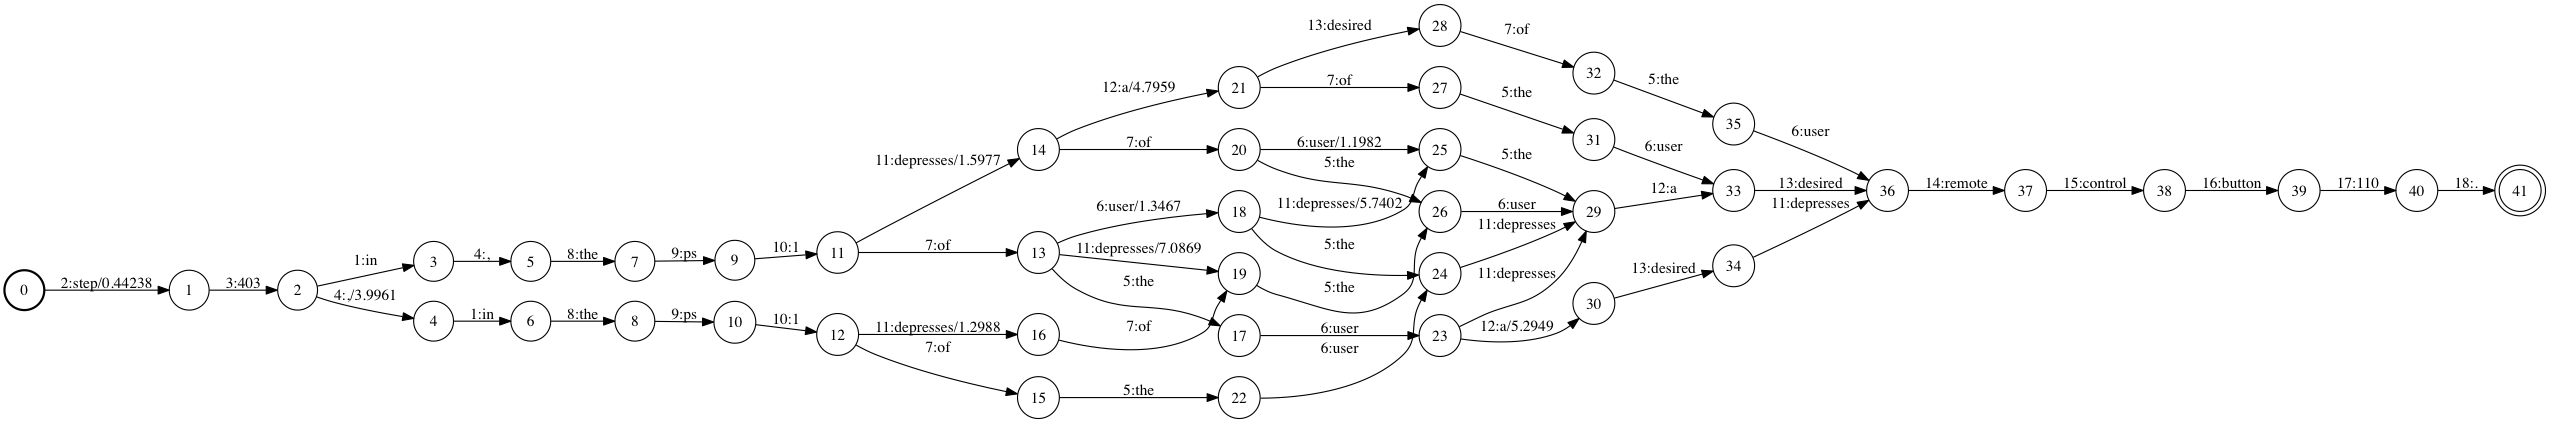 0 2:step/0.44238 1 3:403 2
1:in 3 4:, 5 8:the 7 9:ps 9 10:1 11
4:,/3.9961 4 1:in 6 8:the 8 9:ps 10 10:1 12
11:depresses/1.5977 14
7:of 13
11:depresses/1.2988 16
7:of 15
12:a/4.7959 21
7:of 20
6:user/1.3467 18
11:depresses/7.0869 19
5:the
7:of 17
5:the 22
13:desired 28
7:of 27
6:user/1.1982 25
5:the
11:depresses/5.7402 26
5:the 24
5:the
6:user 23
6:user
7:of 32
5:the 31
5:the
6:user 29
11:depresses
11:depresses
12:a/5.2949 30
5:the 35
6:user
12:a 33
13:desired 34
6:user
13:desired 36
11:depresses
14:remote 37 15:control 38 16:button 39 17:110 40 18:. 41